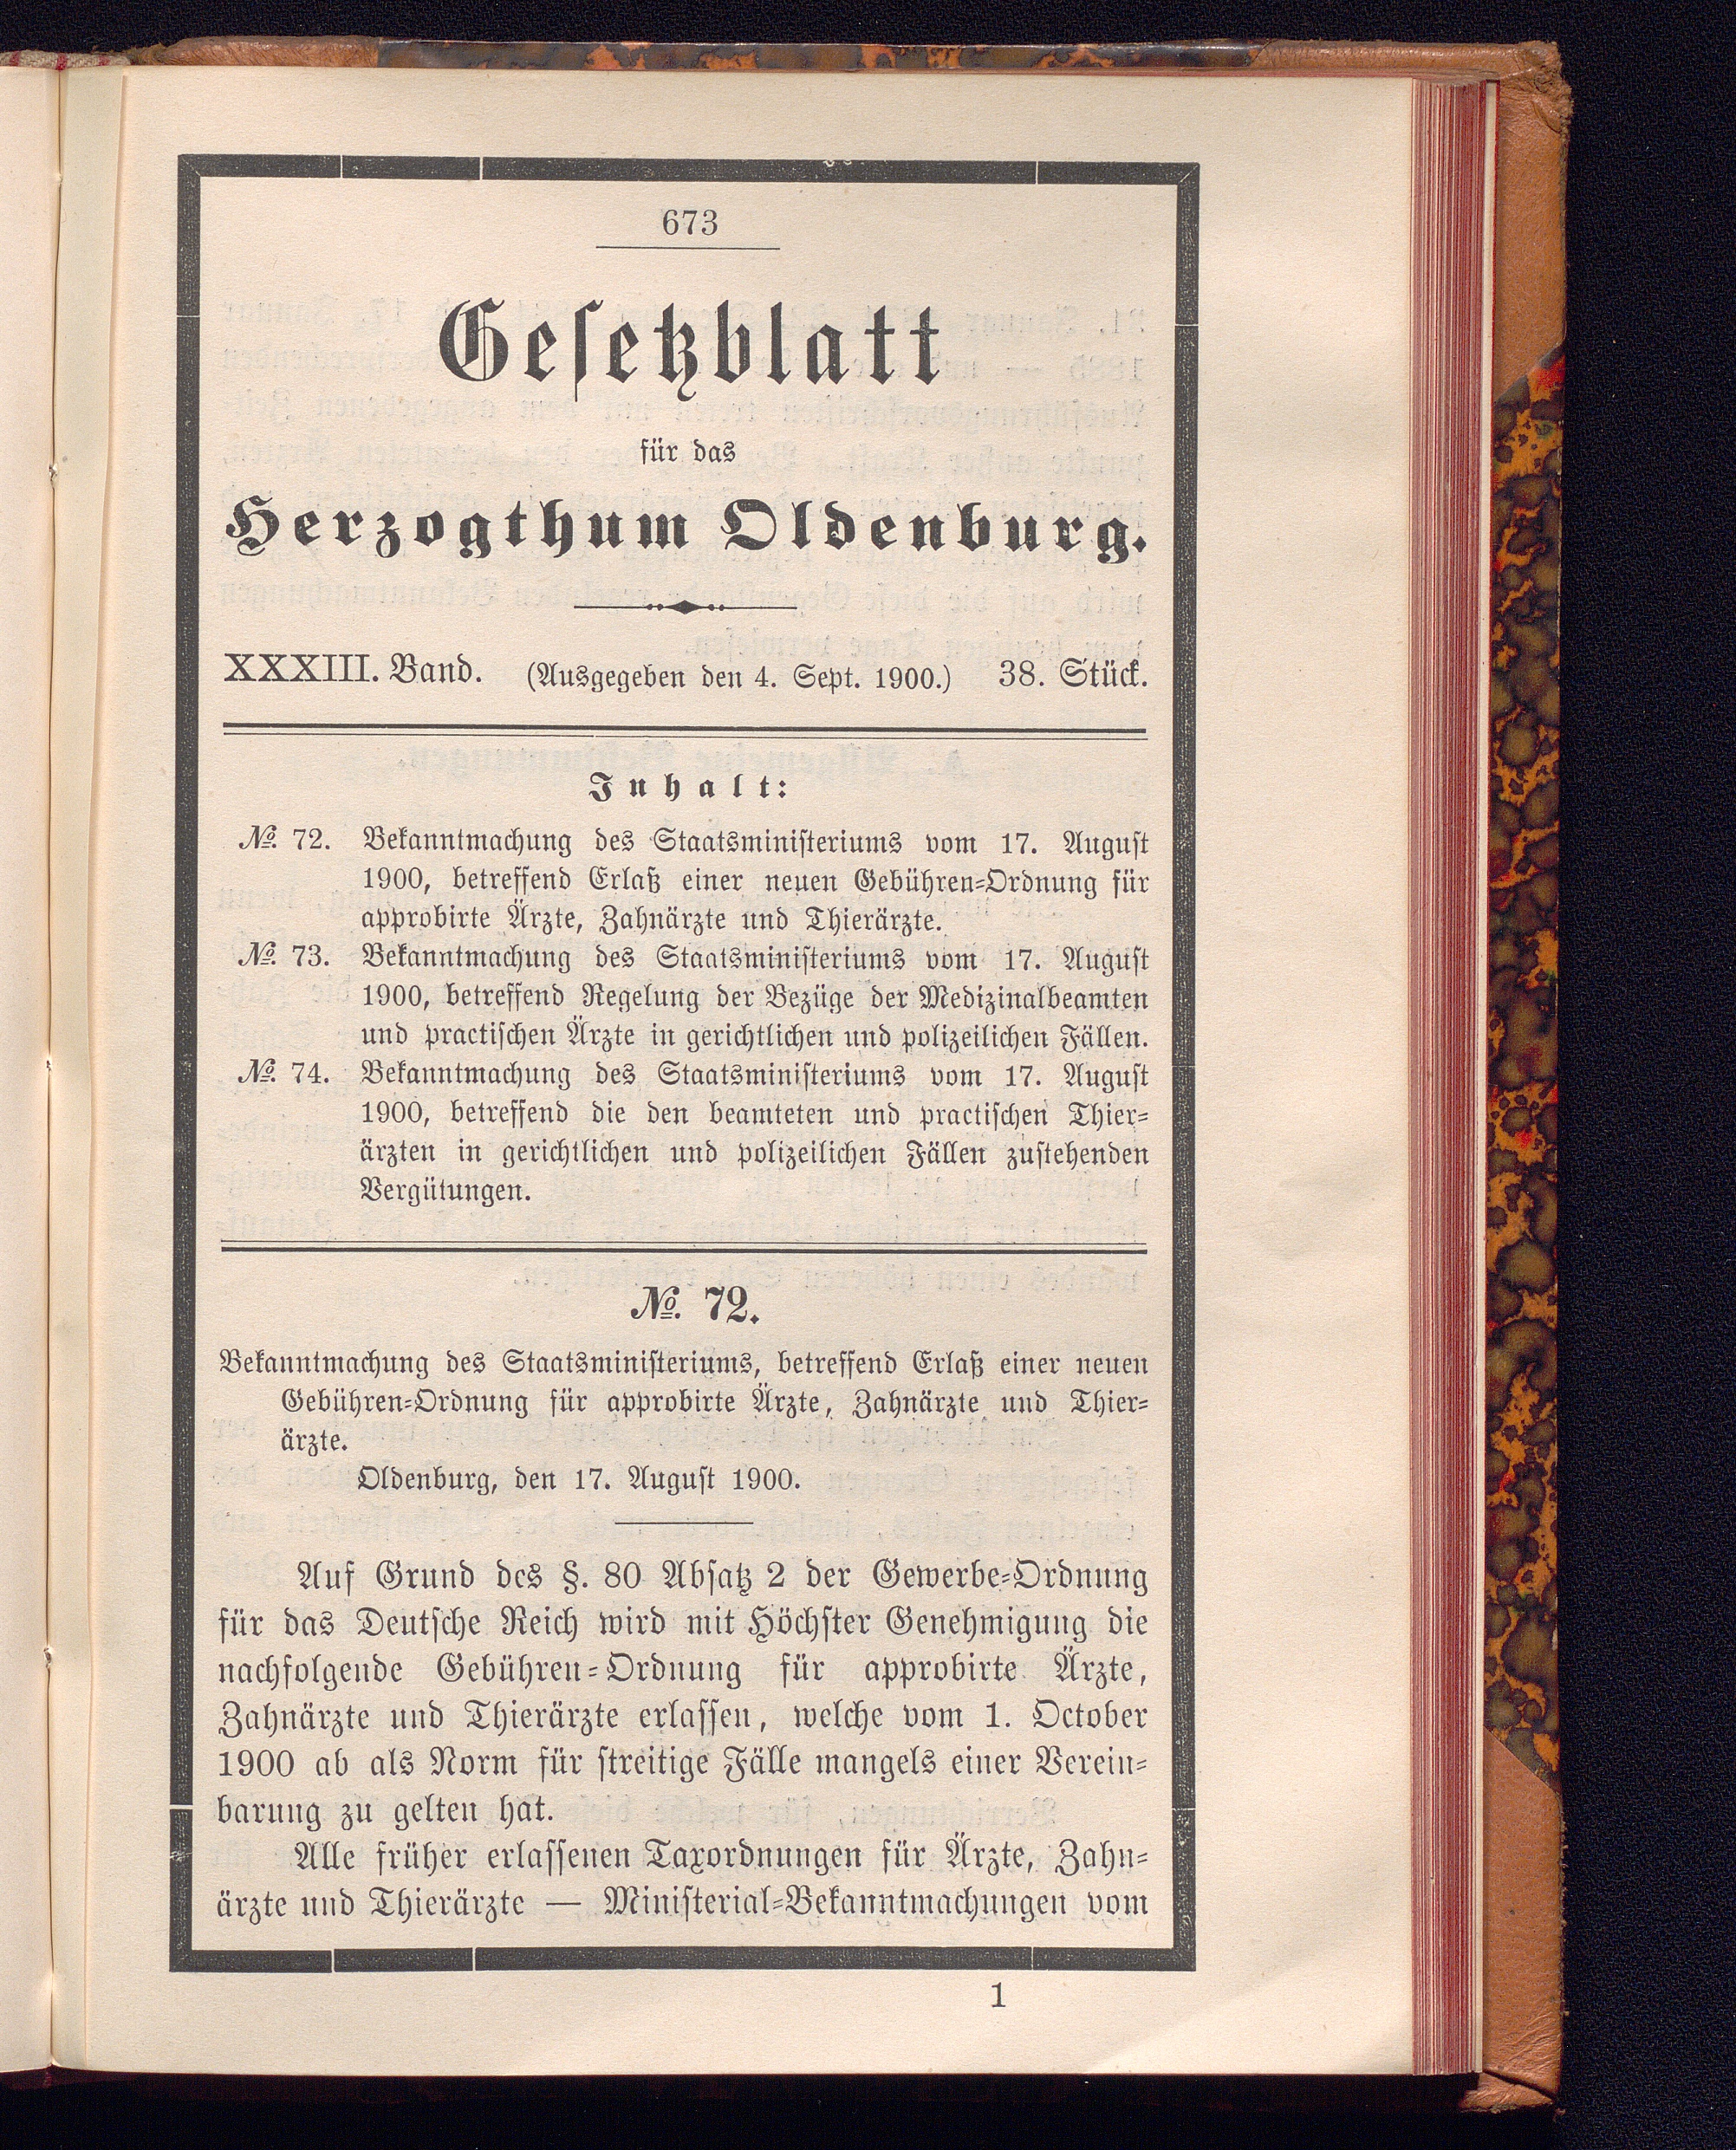 673
Gesetzblatt
für das
Herzogthum Oldenburg.
XXXIII. Band. (Ausgegeben den 4. Sept. 1900.) 38. Stück.
Inhalt:
№. 72. Bekanntmachung des Staatsministeriums vom 17. August
1900, betreffend Erlaß einer neuen Gebühren-Ordnung für
approbirte Ärzte, Zahnärzte und Thierärzte.
№. 73. Bekanntmachung des Staatsministeriums vom 17. August
1900, betreffend Regelung der Bezüge der Medizinalbeamten
und practischen Ärzte in gerichtlichen und polizeilichen Fällen.
№. 74. Bekanntmachung des Staatsministeriums vom 17. August
1900, betreffend die den beamteten und practischen Thier-
ärzten in gerichtlichen und polizeilichen Fällen zustehenden
Vergütungen.
№. 72.
Bekanntmachung des Staatsministeriums, betreffend Erlaß einer neuen
Gebühren-Ordnung für approbirte Ärzte, Zahnärzte und Thier-
ärzte.
Oldenburg, den 17. August 1900.
Auf Grund des §. 80 Absatz 2 der Gewerbe-Ordnung
für das Deutsche Reich wird mit Höchster Genehmigung die
nachfolgende Gebühren-Ordnung für approbirte Ärzte,
Zahnärzte und Thierärzte erlassen, welche vom 1. October
1900 ab als Norm für streitige Fälle mangels einer Verein-
barung zu gelten hat.
Alle früher erlassenen Taxordnungen für Ärzte, Zahn-
ärzte und Thierärzte — Ministerial-Bekanntmachungen vom
1